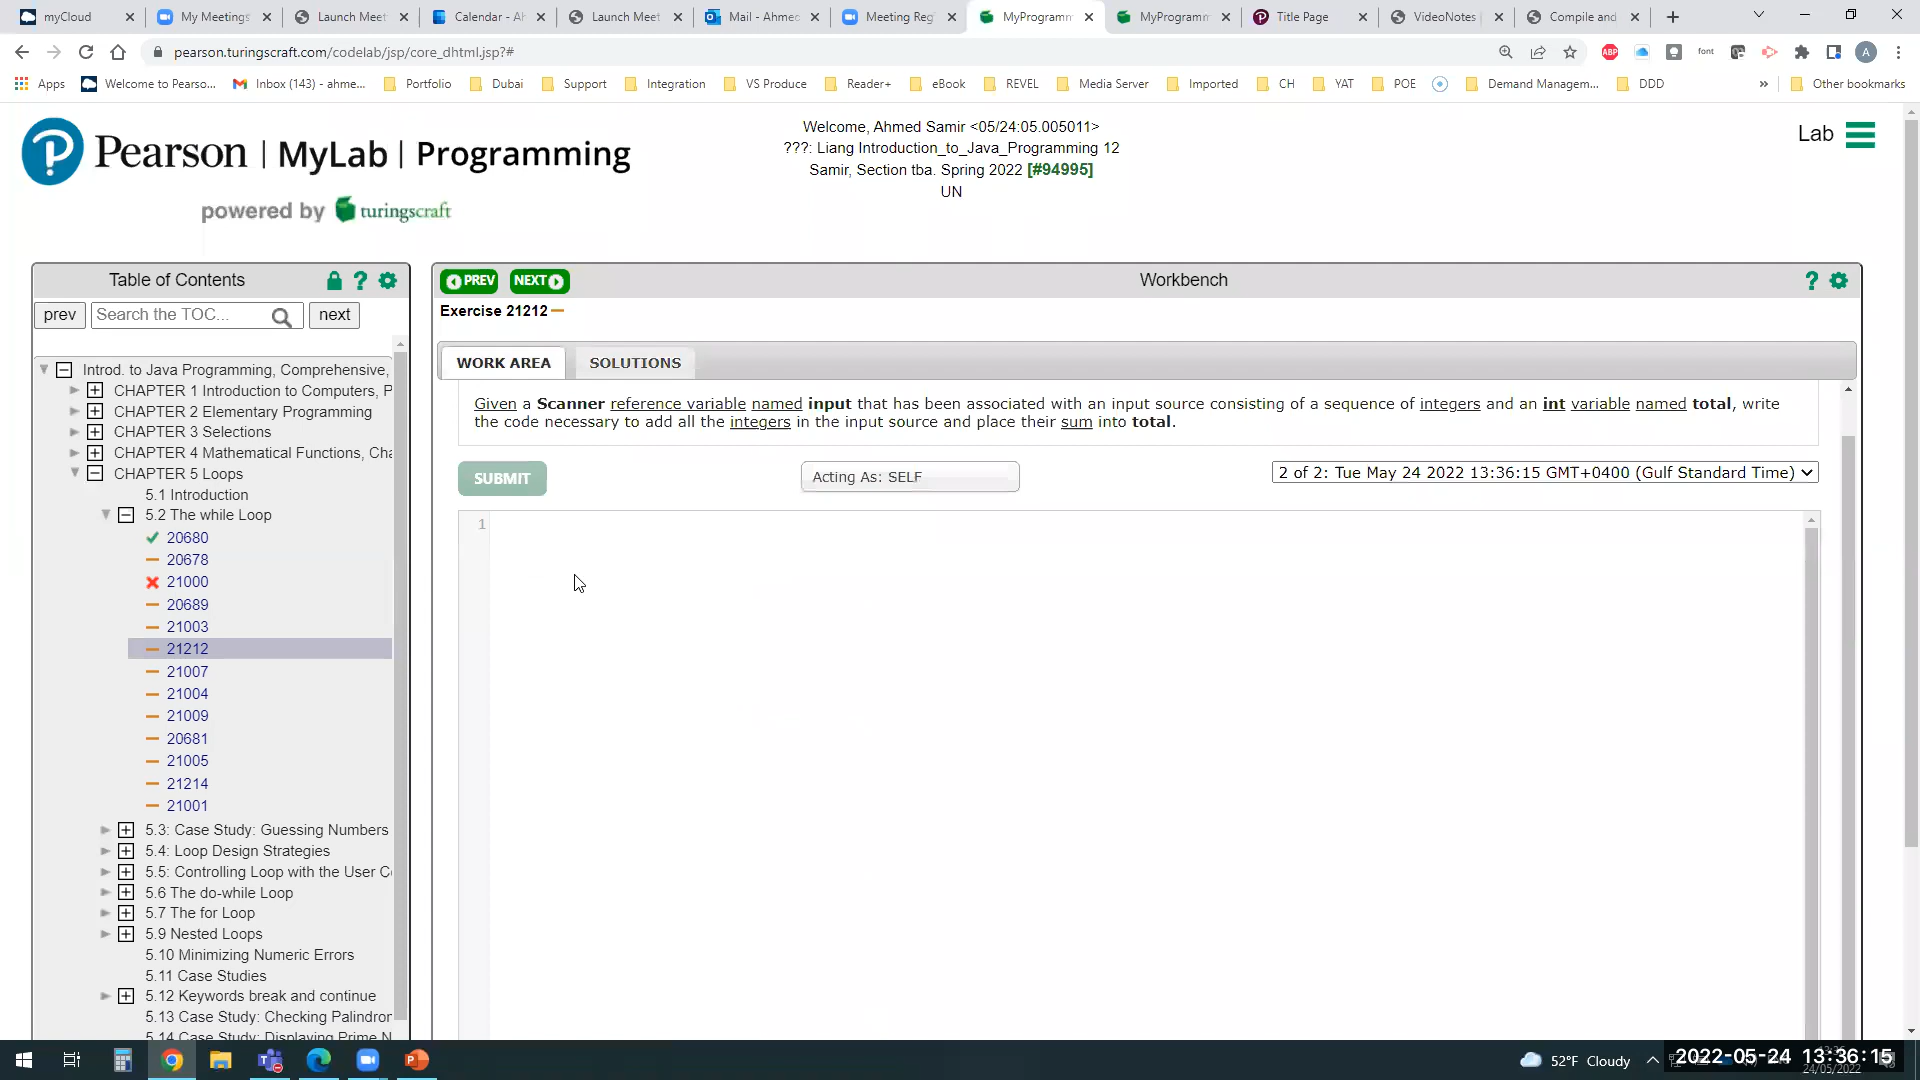 myCloud
My Meetings
Launch Meet
Calendar - Ah
Launch Meet
Mail - Ahmed
Meeting Reg
MyProgramm
MyProgramm
Title Page
VideoNotes
Compile and
pearson.turingscraft.com/codelab/jsp/core_dhtml.jsp?#
ABP
font
A
Apps
Welcome to Pearso...
Inbox (143) - ahme...
Portfolio
Dubai
Support
Integration
VS Produce
Reader+
eBook
REVEL
Media Server
Imported
CH
YAT
POE
Demand Managem...
DDD
»
Other bookmarks
Pearson | MyLab | Programming
powered by turingscraft
Welcome, Ahmed Samir <05/24:05.005011>
???: Liang Introduction_to_Java_Programming 12
Samir, Section tba. Spring 2022 [#94995]
UN
Lab
Table of Contents
prev
Search the TOC...
next
Introd. to Java Programming, Comprehensive,
CHAPTER 1 Introduction to Computers, P
CHAPTER 2 Elementary Programming
CHAPTER 3 Selections
CHAPTER 4 Mathematical Functions, Cha
CHAPTER 5 Loops
5.1 Introduction
5.2 The while Loop
20680
20678
21000
20689
21003
21212
21007
21004
21009
20681
21005
21214
21001
5.3: Case Study: Guessing Numbers
5.4: Loop Design Strategies
5.5: Controlling Loop with the User C
5.6 The do-while Loop
5.7 The for Loop
5.9 Nested Loops
5.10 Minimizing Numeric Errors
5.11 Case Studies
5.12 Keywords break and continue
5.13 Case Study: Checking Palindror
5.14 Case Study: Displaying Prime N
PREV
NEXT
Workbench
Exercise 21212
WORK AREA
SOLUTIONS
Given a Scanner reference variable named input that has been associated with an input source consisting of a sequence of integers and an int variable named total, write
the code necessary to add all the integers in the input source and place their sum into total.
SUBMIT
Acting As: SELF
2 of 2: Tue May 24 2022 13:36:15 GMT+0400 (Gulf Standard Time)
1
52°F Cloudy
2022-05-24 13:36:15
24/05/2022